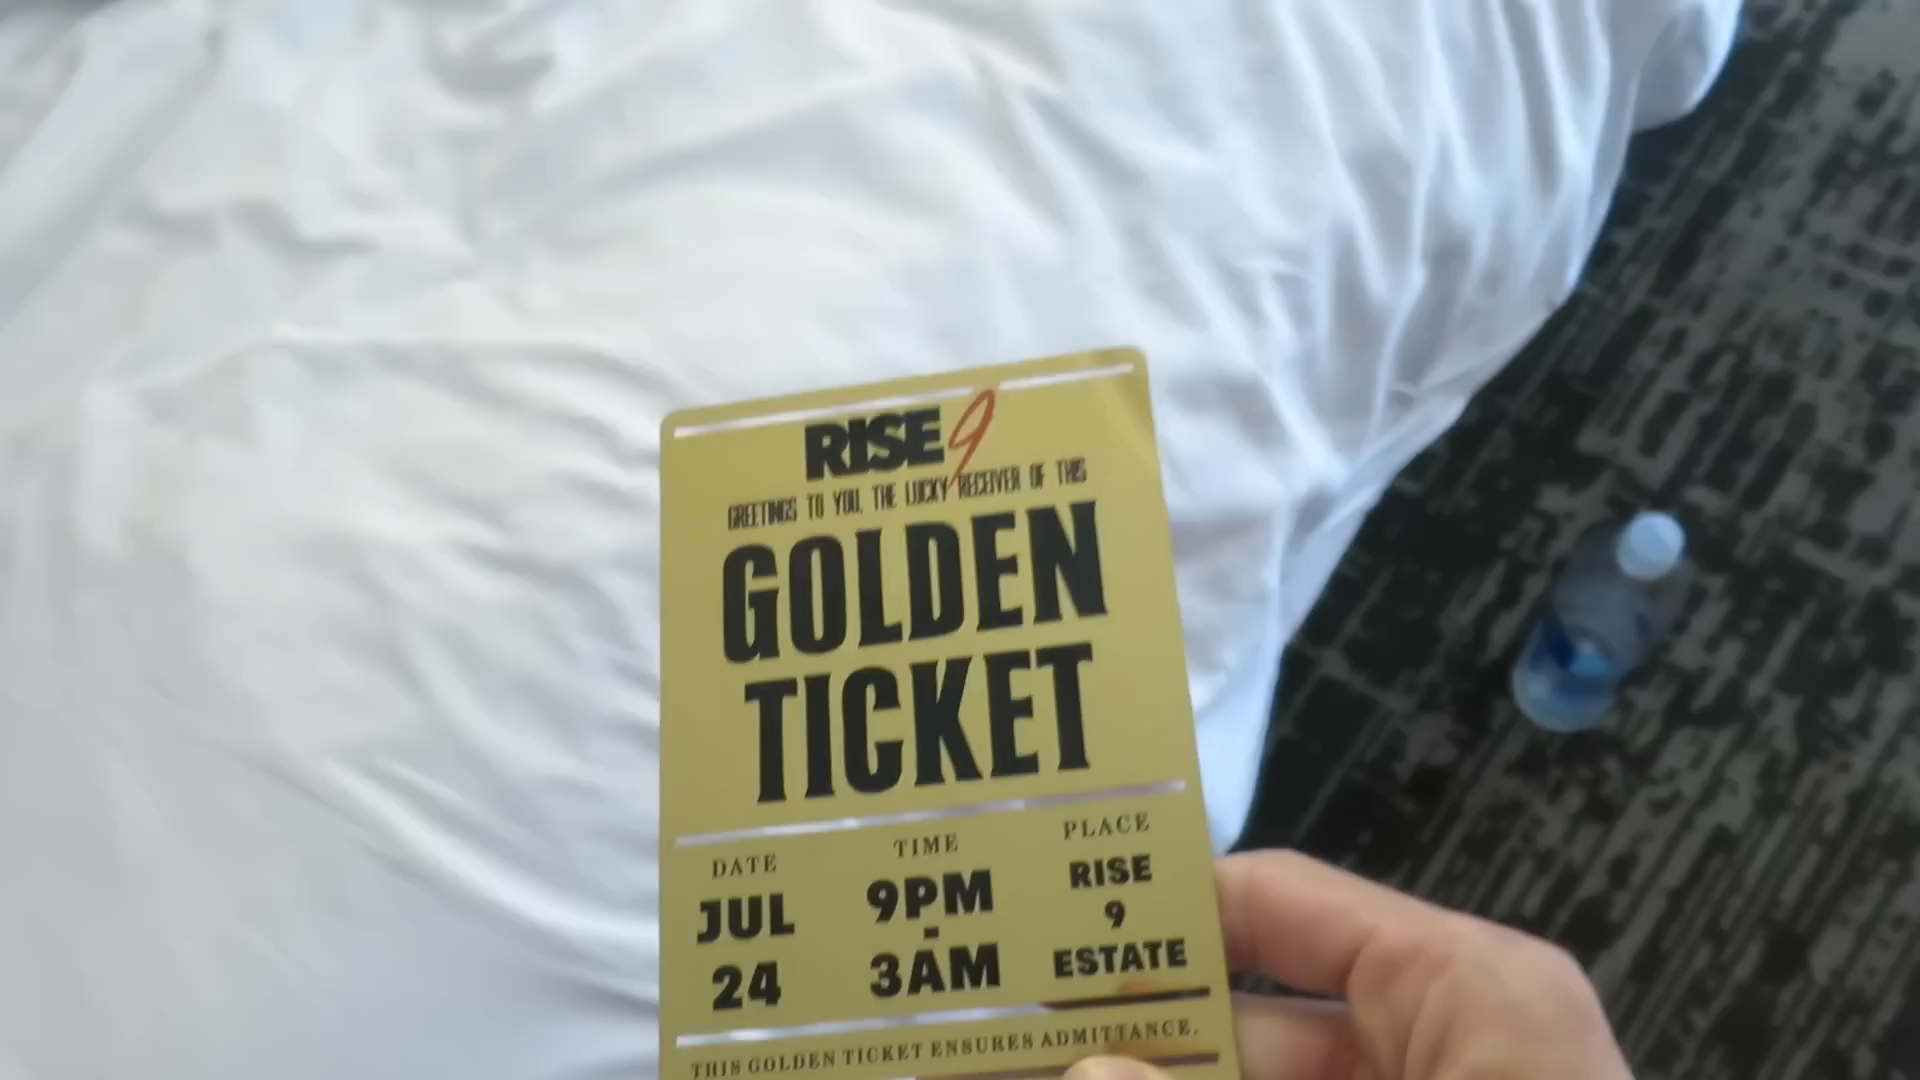 RISE9
GREETINGS TO YOU, THE LUCKY RECEIVER OF THIS
GOLDEN
TICKET
DATE
JUL
24
TIME
9PM
-
3AM
PLACE
RISE
9
ESTATE
THIS GOLDEN TICKET ENSURES ADMITTANCE.